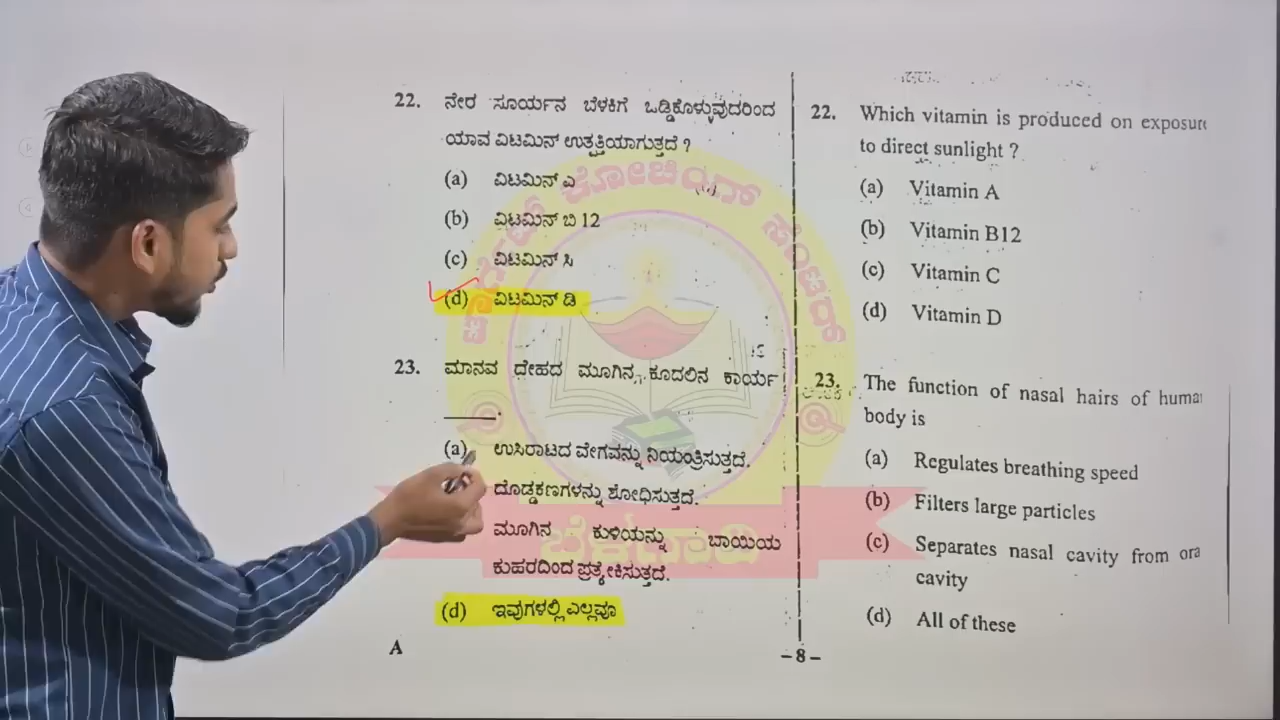 22. ನೇರ ಸೂರ್ಯನ ಬೆಳಕಿಗೆ ಒಡ್ಡಿಕೊಳ್ಳುವುದರಿಂದ
ಯಾವ ವಿಟಮಿನ್ ಉತ್ಪತ್ತಿಯಾಗುತ್ತದೆ ?
(a) ವಿಟಮಿನ್ ಎ
(b) ವಿಟಮಿನ್ ಬಿ 12
(c) ವಿಟಮಿನ್ ಸಿ
(d) ವಿಟಮಿನ್ ಡಿ
23. ಮಾನವ ದೇಹದ ಮೂಗಿನ ಕೂದಲಿನ ಕಾರ್ಯ
______.
(a) ಉಸಿರಾಟದ ವೇಗವನ್ನು ನಿಯಂತ್ರಿಸುತ್ತದೆ.
ದೊಡ್ಡಕಣಗಳನ್ನು ಶೋಧಿಸುತ್ತದೆ.
ಮೂಗಿನ ಕುಳಿಯನ್ನು ಬಾಯಿಯ
ಕುಹರದಿಂದ ಪ್ರತ್ಯೇಕಿಸುತ್ತದೆ.
(d) ಇವುಗಳಲ್ಲಿ ಎಲ್ಲವೂ
A
22. Which vitamin is produced on exposure
to direct sunlight ?
(a) Vitamin A
(b) Vitamin B12
(c) Vitamin C
(d) Vitamin D
23. The function of nasal hairs of human
body is
(a) Regulates breathing speed
(b) Filters large particles
(c) Separates nasal cavity from ora
cavity
(d) All of these
– 8 –